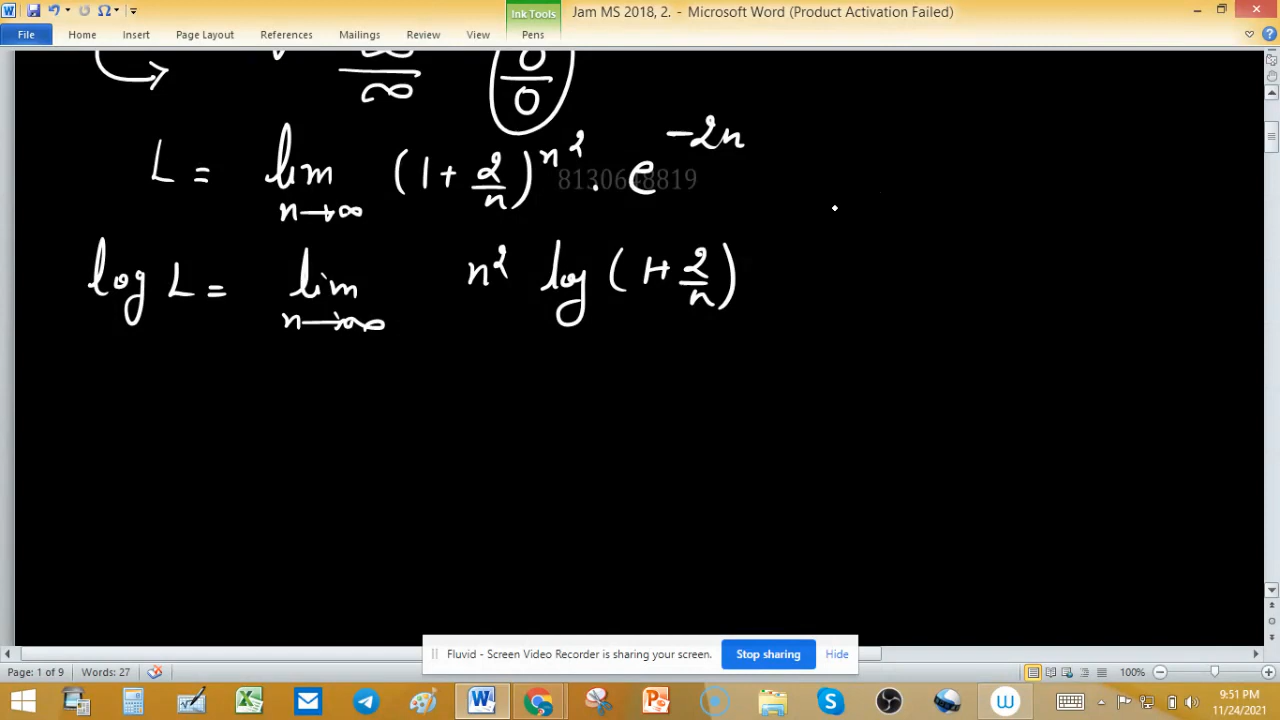 Ink Tools
Jam MS 2018, 2. - Microsoft Word (Product Activation Failed)
File Home Insert Page Layout References Mailings Review View Pens
∞/∞ 0/0
L = lim n→∞ (1+2/n)^n² . e^-2n
8130648819
log L = lim n→∞ n² log (1+2/n)
Fluvid - Screen Video Recorder is sharing your screen. Stop sharing Hide
Page: 1 of 9 Words: 27 100%
9:51 PM
11/24/2021